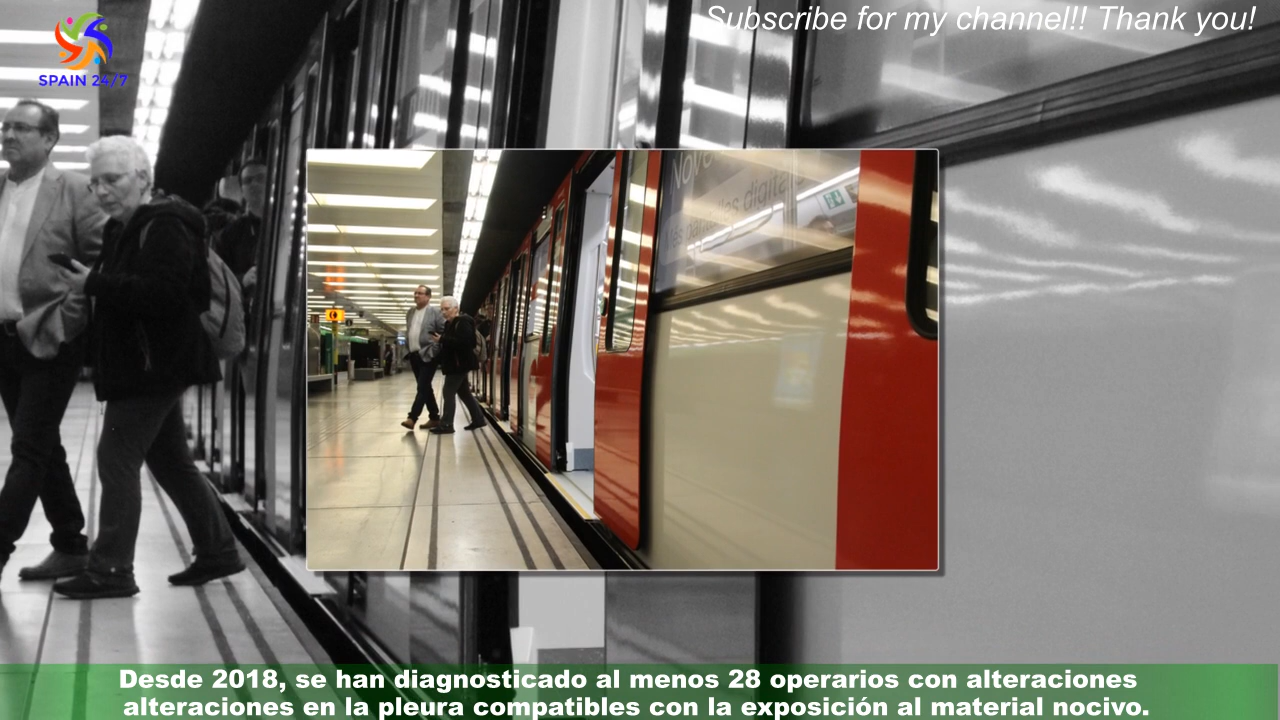 Subscribe for my channel!! Thank you!
SPAIN 24/7
digitals
Desde 2018, se han diagnosticado al menos 28 operarios con alteraciones
alteraciones en la pleura compatibles con la exposición al material nocivo.